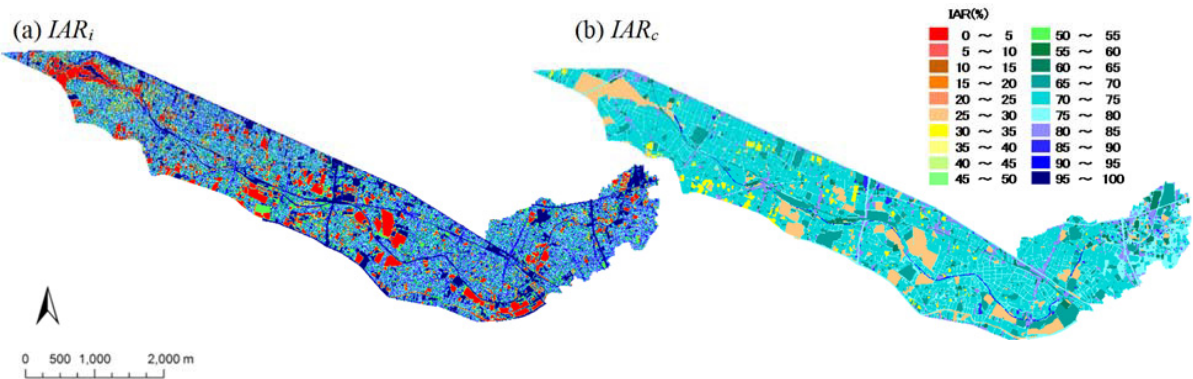 (a) IARi
(b) IARc
IAR(%)
0 ～ 5
5 ～ 10
10 ～ 15
15 ～ 20
20 ～ 25
25 ～ 30
30 ～ 35
35 ～ 40
40 ～ 45
45 ～ 50
50 ～ 55
55 ～ 60
60 ～ 65
65 ～ 70
70 ～ 75
75 ～ 80
80 ～ 85
85 ～ 90
90 ～ 95
95 ～ 100
0 500 1,000 2,000 m